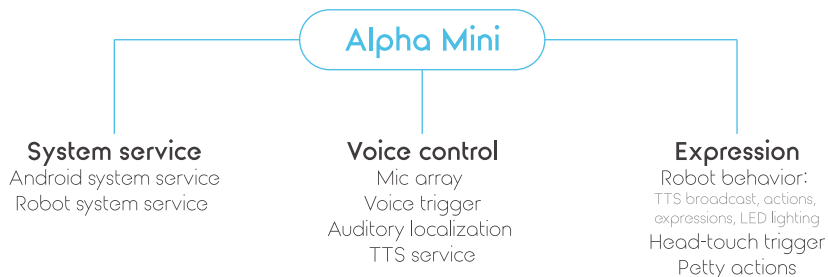 Alpha Mini
System service
Android system service
Robot system service
Voice control
Mic array
Voice trigger
Auditory localization
TTS service
Expression
Robot behavior:
TTS broadcast, actions,
expressions, LED lighting
Head-touch trigger
Petty actions